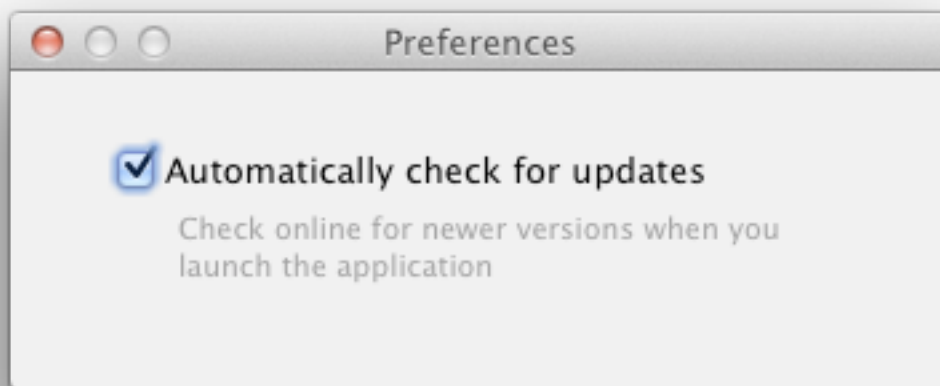 Preferences
Automatically check for updates
Check online for newer versions when you
launch the application